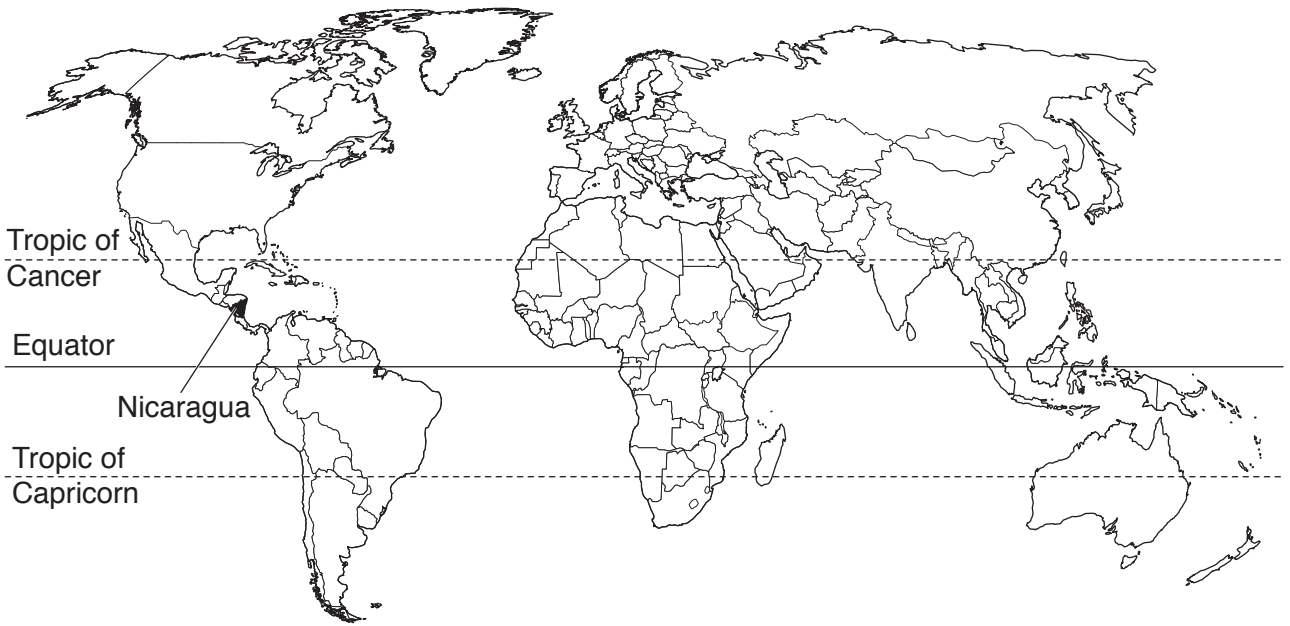 Tropic of
Cancer
Equator
Nicaragua
Tropic of
Capricorn